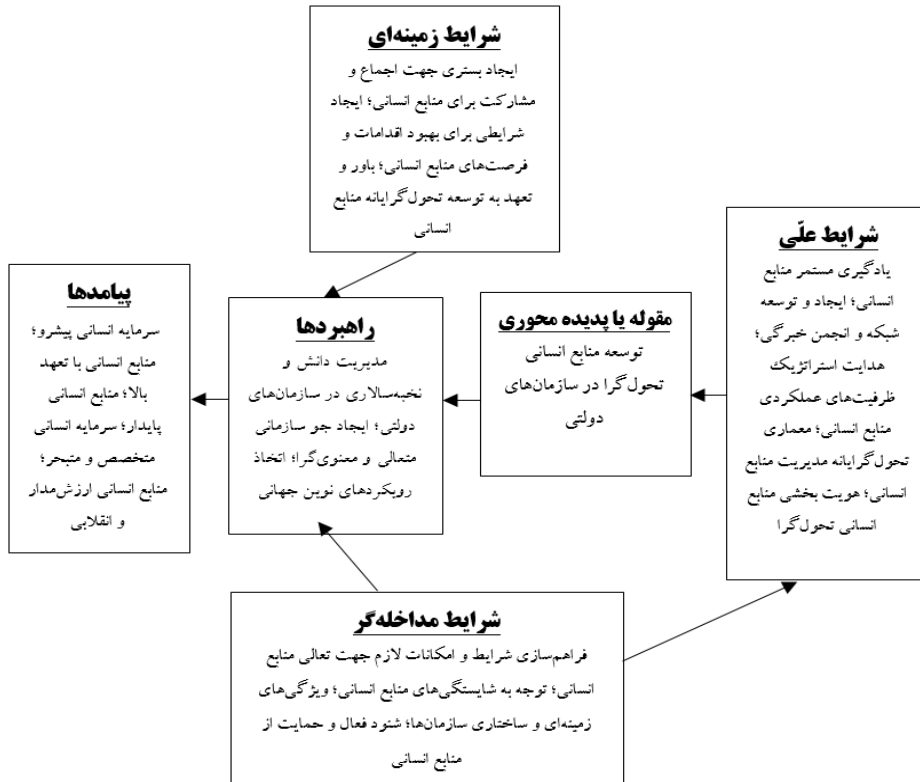 شرایط زمینه‌ای
ایجاد بستری جهت اجماع و
مشارکت برای منابع انسانی؛ ایجاد
شرایطی برای بهبود اقدامات و
فرصت‌های منابع انسانی؛ باور و
تعهد به توسعه تحول‌گرایانه منابع
انسانی
شرایط علّی
یادگیری مستمر منابع
انسانی؛ ایجاد و توسعه
شبکه و انجمن خبرگی؛
هدایت استراتژیک
ظرفیت‌های عملکردی
منابع انسانی؛ معماری
تحول‌گرایانه مدیریت منابع
انسانی؛ هویت بخشی منابع
انسانی تحول‌گرا
مقوله یا پدیده محوری
توسعه منابع انسانی
تحول‌گرا در سازمان‌های
دولتی
راهبردها
مدیریت دانش و
نخبه‌سالاری در سازمان‌های
دولتی؛ ایجاد جو سازمانی
متعالی و معنوی‌گرا؛ اتخاذ
رویکردهای نوین جهانی
پیامدها
سرمایه انسانی پیشرو؛
منابع انسانی با تعهد
بالا؛ منابع انسانی
پایدار؛ سرمایه انسانی
متخصص و متبحر؛
منابع انسانی ارزش‌مدار
و انقلابی
شرایط مداخله‌گر
فراهم‌سازی شرایط و امکانات لازم جهت تعالی منابع
انسانی؛ توجه به شایستگی‌های منابع انسانی؛ ویژگی‌های
زمینه‌ای و ساختاری سازمان‌ها؛ شنود فعال و حمایت از
منابع انسانی